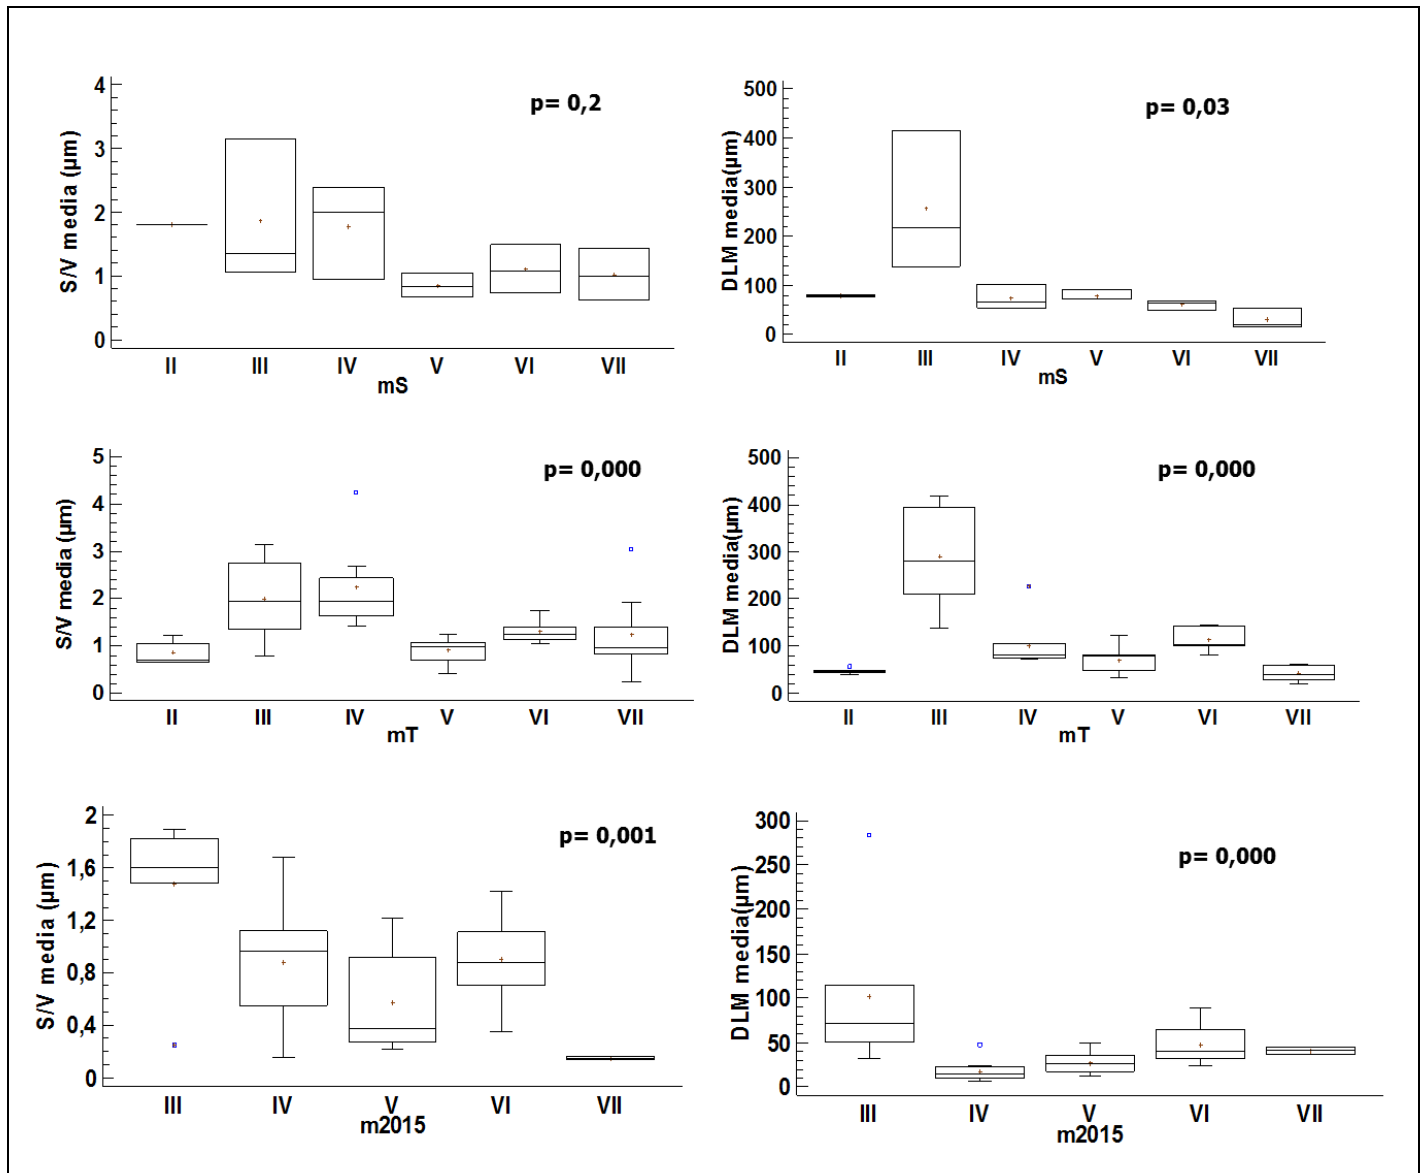 S/V media (µm)
4
3
2
1
0
p= 0,2
II III IV V VI VII
mS
DLM media(µm)
500
400
300
200
100
0
p= 0,03
II III IV V VI VII
mS
S/V media (µm)
5
4
3
2
1
0
p= 0,000
II III IV V VI VII
mT
DLM media(µm)
500
400
300
200
100
0
p= 0,000
II III IV V VI VII
mT
S/V media (µm)
2
1,6
1,2
0,8
0,4
0
p= 0,001
III IV V VI VII
m2015
DLM media(µm)
300
250
200
150
100
50
0
p= 0,000
III IV V VI VII
m2015